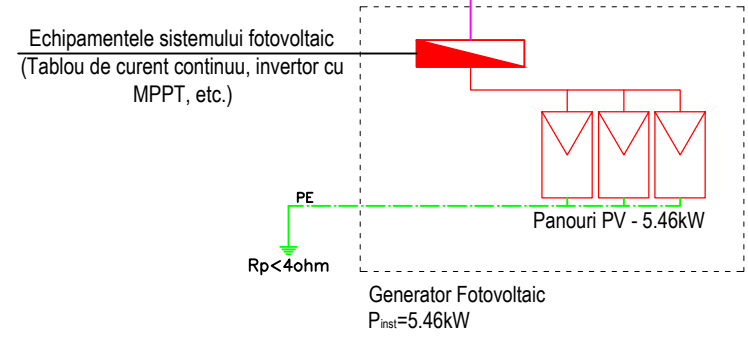 Echipamentele sistemului fotovoltaic
(Tablou de curent continuu, invertor cu
MPPT, etc.)
PE
Panouri PV - 5.46kW
Rp<4ohm
Generator Fotovoltaic
Pinst=5.46kW